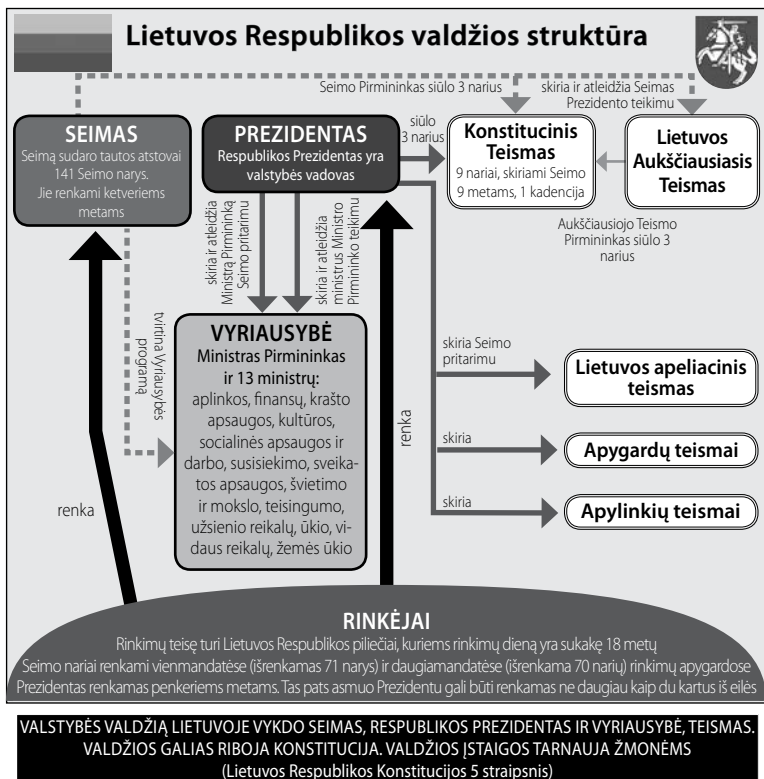 Lietuvos Respublikos valdžios struktūra
Seimo Pirmininkas siūlo 3 narius
skiria ir atleidžia Seimas
Prezidento teikimu
SEIMAS
Seimą sudaro tautos atstovai
141 Seimo narys.
Jie renkami ketveriems
metams
PREZIDENTAS
Respublikos Prezidentas yra
valstybės vadovas
siūlo
3 narius
Konstitucinis
Teismas
9 nariai, skiriami Seimo
9 metams, 1 kadencija
Lietuvos
Aukščiausiasis
Teismas
Aukščiausiojo Teismo
Pirmininkas siūlo 3
narius
skiria ir atleidžia
Ministrą Pirmininką
Seimo pritarimu
skiria ir atleidžia
ministrus Ministro
Pirmininko teikimu
tvirtina Vyriausybės
programą
VYRIAUSYBĖ
Ministras Pirmininkas
ir 13 ministrų:
aplinkos, finansų, krašto
apsaugos, kultūros,
socialinės apsaugos ir
darbo, susisiekimo, sveika-
tos apsaugos, švietimo
ir mokslo, teisingumo,
užsienio reikalų, ūkio, vi-
daus reikalų, žemės ūkio
skiria Seimo
pritarimu
Lietuvos apeliacinis
teismas
skiria
Apygardų teismai
skiria
Apylinkių teismai
renka
renka
RINKĖJAI
Rinkimų teisę turi Lietuvos Respublikos piliečiai, kuriems rinkimų dieną yra sukakę 18 metų
Seimo nariai renkami vienmandatėse (išrenkamas 71 narys) ir daugiamandatėse (išrenkama 70 narių) rinkimų apygardose
Prezidentas renkamas penkeriems metams. Tas pats asmuo Prezidentu gali būti renkamas ne daugiau kaip du kartus iš eilės
VALSTYBĖS VALDŽIĄ LIETUVOJE VYKDO SEIMAS, RESPUBLIKOS PREZIDENTAS IR VYRIAUSYBĖ, TEISMAS.
VALDŽIOS GALIAS RIBOJA KONSTITUCIJA. VALDŽIOS ĮSTAIGOS TARNAUJA ŽMONĖMS
(Lietuvos Respublikos Konstitucijos 5 straipsnis)